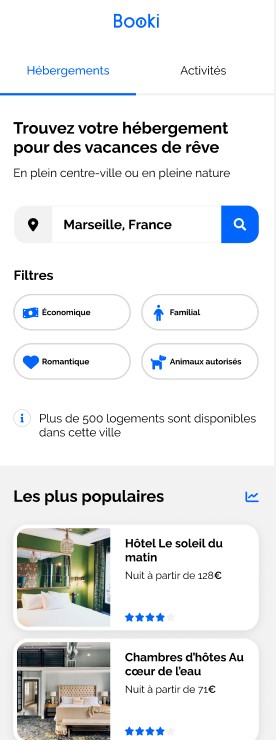 Booki
Hébergements
Activités
Trouvez votre hébergement
pour des vacances de rêve
En plein centre-ville ou en pleine nature
Marseille, France
Filtres
Économique
Familial
Romantique
Animaux autorisés
Plus de 500 logements sont disponibles
dans cette ville
Les plus populaires
Hôtel Le soleil du
matin
Nuit à partir de 128€
Chambres d'hôtes Au
cœur de l'eau
Nuit à partir de 71€